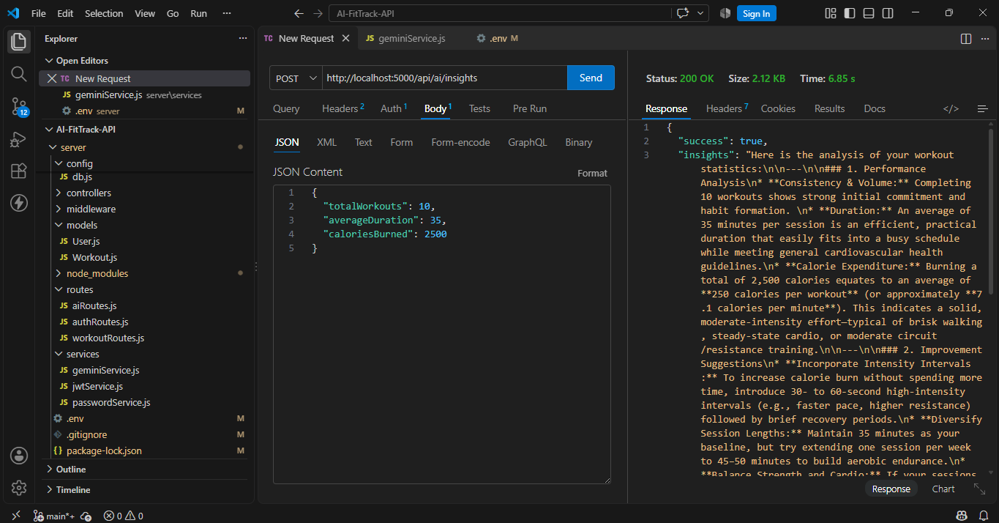 File Edit Selection View Go Run ··· AI-FitTrack-API Sign In
Explorer ···
Open Editors
TC New Request
JS geminiService.js server\services
.env server M
AI-FitTrack-API
server
config
JS db.js
controllers
middleware
models
JS User.js
JS Workout.js
node_modules
routes
JS aiRoutes.js
JS authRoutes.js
JS workoutRoutes.js
services
JS geminiService.js
JS jwtService.js
JS passwordService.js
.env M
.gitignore M
{} package-lock.json M
Outline
Timeline
12
TC New Request JS geminiService.js .env M ···
POST http://localhost:5000/api/ai/insights Send
Query Headers 2 Auth 1 Body 1 Tests Pre Run
JSON XML Text Form Form-encode GraphQL Binary
JSON Content Format
1 {
2 "totalWorkouts": 10,
3 "averageDuration": 35,
4 "caloriesBurned": 2500
5 }
Status: 200 OK Size: 2.12 KB Time: 6.85 s
Response Headers 7 Cookies Results Docs </>
1 {
2 "success": true,
3 "insights": "Here is the analysis of your workout
statistics:\n\n---\n\n### 1. Performance
Analysis\n* **Consistency & Volume:** Completing
10 workouts shows strong initial commitment and
habit formation. \n* **Duration:** An average of
35 minutes per session is an efficient, practical
duration that easily fits into a busy schedule
while meeting general cardiovascular health
guidelines.\n* **Calorie Expenditure:** Burning a
total of 2,500 calories equates to an average of
**250 calories per workout** (or approximately **7
.1 calories per minute**). This indicates a solid,
moderate-intensity effort—typical of brisk walking
, steady-state cardio, or moderate circuit
/resistance training.\n\n---\n\n### 2. Improvement
Suggestions\n* **Incorporate Intensity Intervals
:** To increase calorie burn without spending more
time, introduce 30- to 60-second high-intensity
intervals (e.g., faster pace, higher resistance)
followed by brief recovery periods.\n* **Diversify
Session Lengths:** Maintain 35 minutes as your
baseline, but try extending one session per week
to 45–50 minutes to build aerobic endurance.\n*
**Balance Strength and Cardio:** If your sessions
Response Chart
main*+ 0 0